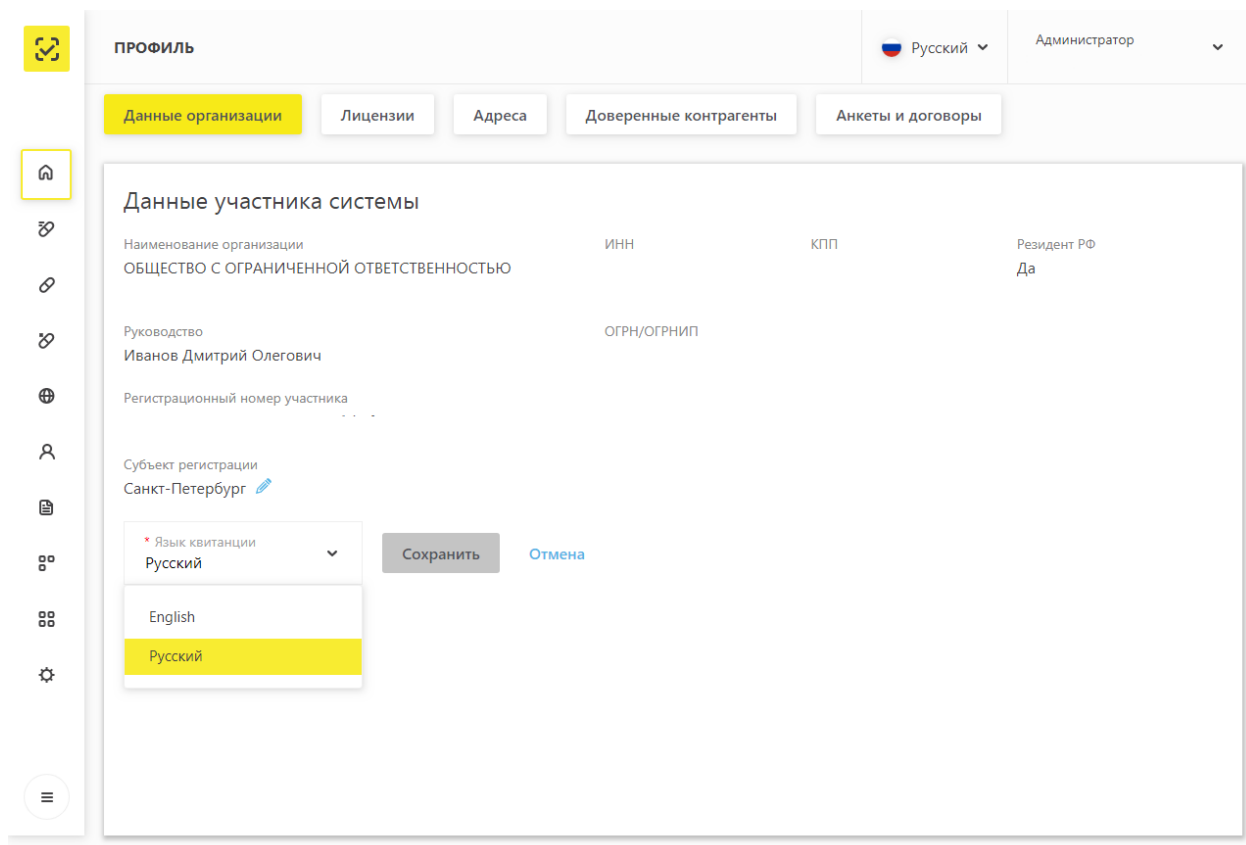 ПРОФИЛЬ
Русский
Администратор
Данные организации
Лицензии
Адреса
Доверенные контрагенты
Анкеты и договоры
Данные участника системы
Наименование организации
ИНН
КПП
Резидент РФ
ОБЩЕСТВО С ОГРАНИЧЕННОЙ ОТВЕТСТВЕННОСТЬЮ
Да
Руководство
ОГРН/ОГРНИП
Иванов Дмитрий Олегович
Регистрационный номер участника
Субъект регистрации
Санкт-Петербург
* Язык квитанции
Русский
Сохранить
Отмена
English
Русский